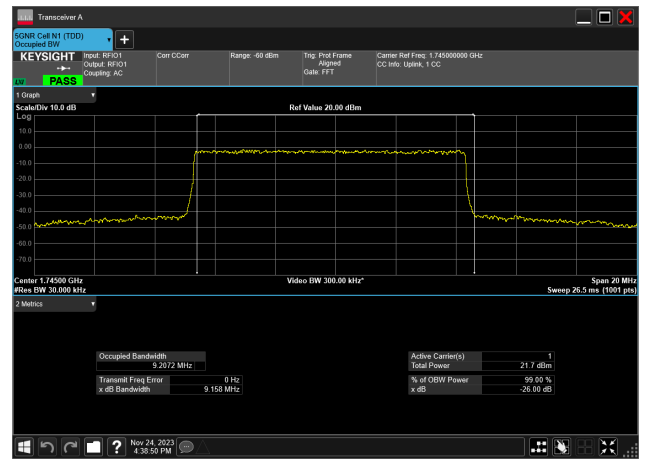 Transceiver A
5GNR Cell N1 (TDD)
Occupied BW
KEYSIGHT
Input: RFIO1
Output: RFIO1
Coupling: AC
Corr CCorr
Range: -60 dBm
Trig: Prot Frame
Aligned
Gate: FFT
Carrier Ref Freq: 1.745000000 GHz
CC Info: Uplink, 1 CC
PASS
1 Graph
Scale/Div 10.0 dB
Ref Value 20.00 dBm
Log
10.0
0.00
-10.0
-20.0
-30.0
-40.0
-50.0
-60.0
-70.0
Center 1.74500 GHz
Video BW 300.00 kHz*
Span 20 MHz
#Res BW 30.000 kHz
Sweep 26.5 ms (1001 pts)
2 Metrics
Occupied Bandwidth
9.2072 MHz
Active Carrier(s) 1
Total Power 21.7 dBm
Transmit Freq Error 0 Hz
x dB Bandwidth 9.158 MHz
% of OBW Power 99.00 %
x dB -26.00 dB
Nov 24, 2023
4:38:50 PM